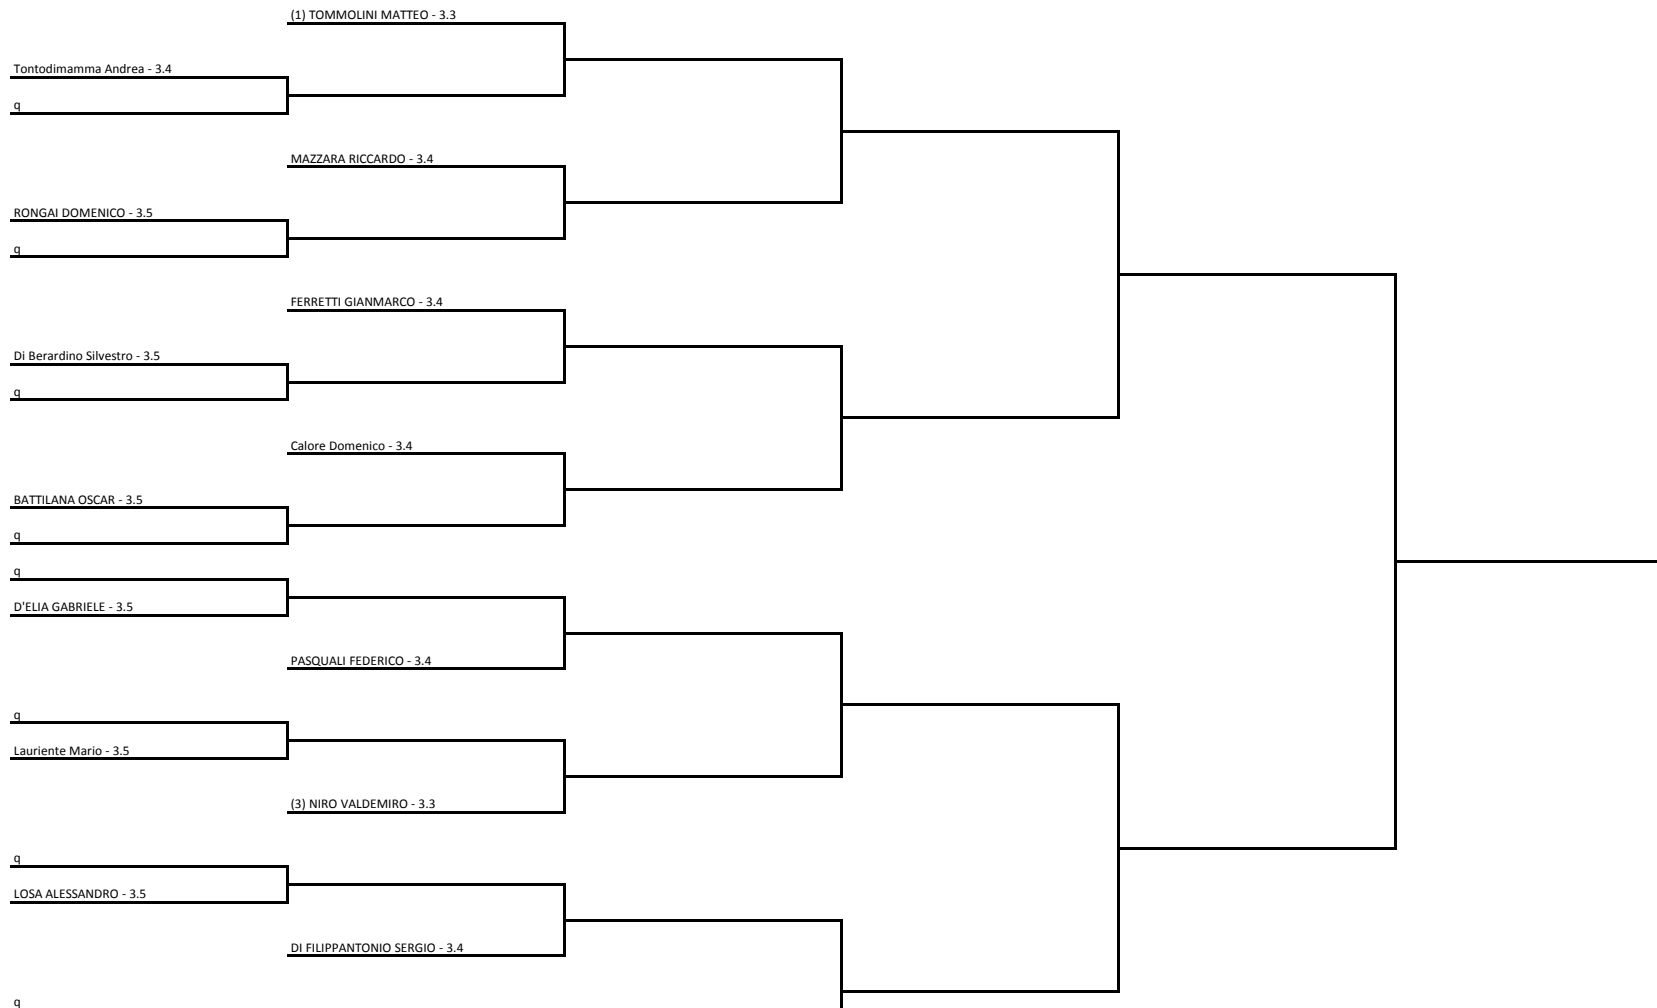 (1) TOMMOLINI MATTEO - 3.3
Tontodimamma Andrea - 3.4
q
MAZZARA RICCARDO - 3.4
RONGAI DOMENICO - 3.5
q
FERRETTI GIANMARCO - 3.4
Di Berardino Silvestro - 3.5
q
Calore Domenico - 3.4
BATTILANA OSCAR - 3.5
q
q
D'ELIA GABRIELE - 3.5
PASQUALI FEDERICO - 3.4
q
Lauriente Mario - 3.5
(3) NIRO VALDEMIRO - 3.3
q
LOSA ALESSANDRO - 3.5
DI FILIPPANTONIO SERGIO - 3.4
q